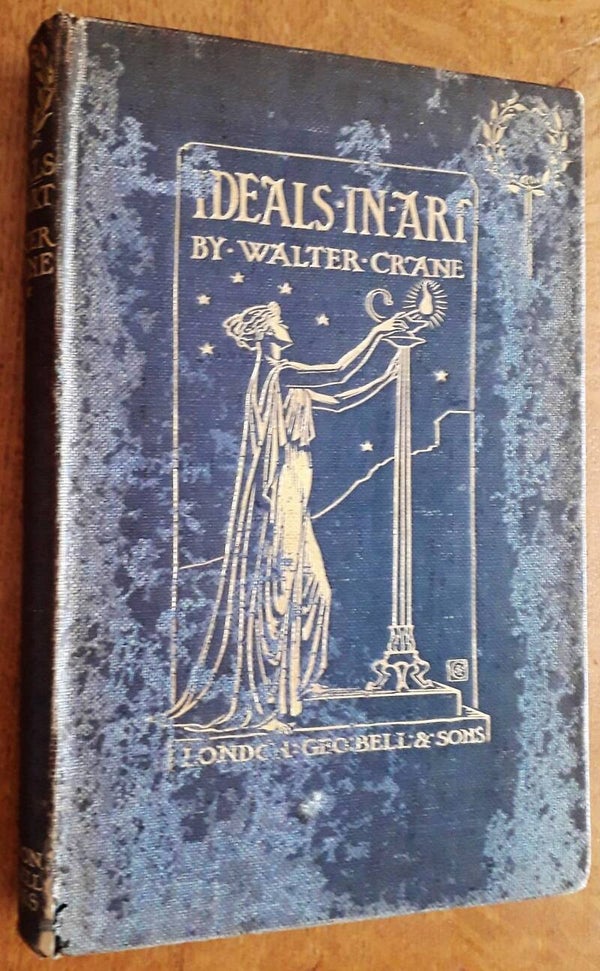 IDEALS·IN·ART
BY·WALTER·CRANE
LONDON: GEO. BELL & SONS